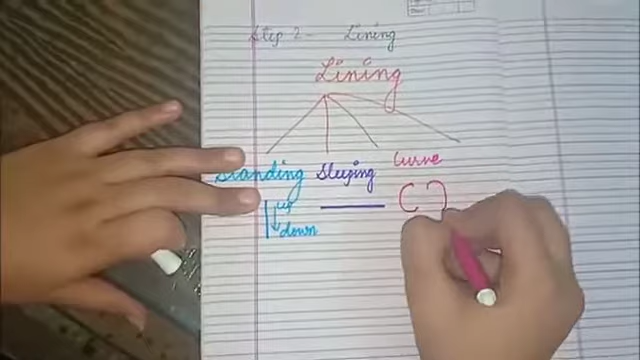 Step 2 - Lining
Lining
Standing Sleeping Curve
up
down